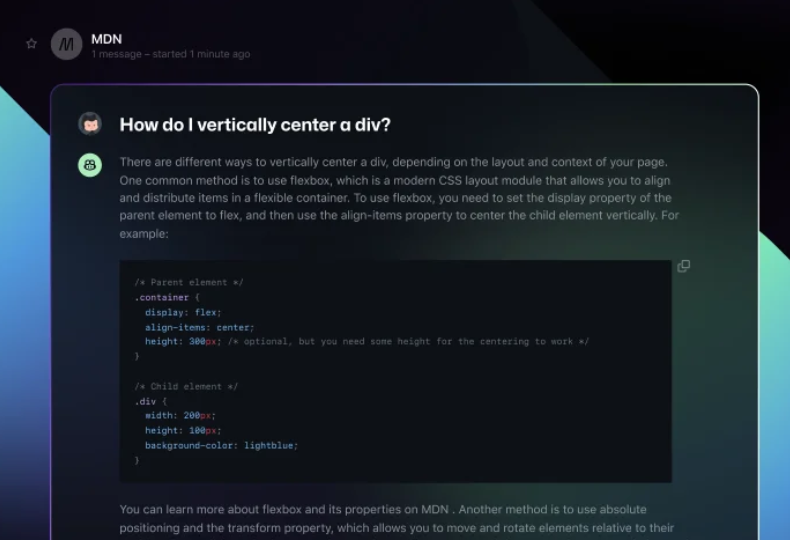 MDN
1 message – started 1 minute ago
How do I vertically center a div?
There are different ways to vertically center a div, depending on the layout and context of your page.
One common method is to use flexbox, which is a modern CSS layout module that allows you to align
and distribute items in a flexible container. To use flexbox, you need to set the display property of the
parent element to flex, and then use the align-items property to center the child element vertically. For
example:
/* Parent element */
.container {
  display: flex;
  align-items: center;
  height: 300px; /* optional, but you need some height for the centering to work */
}
/* Child element */
.div {
  width: 200px;
  height: 100px;
  background-color: lightblue;
}
You can learn more about flexbox and its properties on MDN . Another method is to use absolute
positioning and the transform property, which allows you to move and rotate elements relative to their